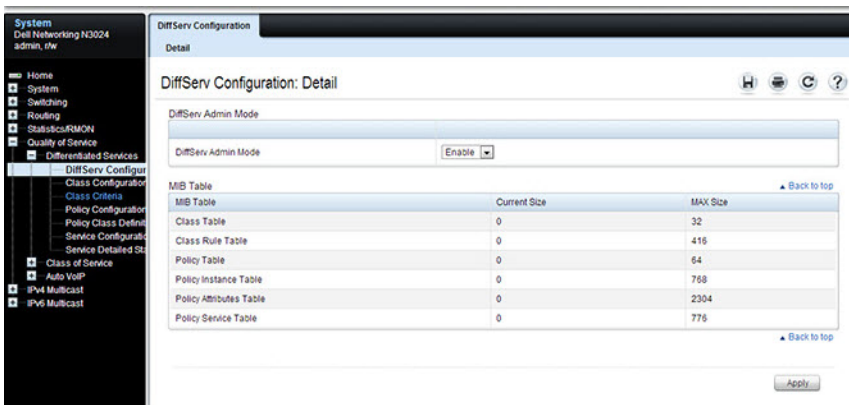 System
Dell Networking N3024
admin, r/w
Home
System
Switching
Routing
Statistics/RMON
Quality of Service
Differentiated Services
DiffServ Configur
Class Configuration
Class Criteria
Policy Configuration
Policy Class Definit
Service Configuratio
Service Detailed Sta
Class of Service
Auto VoIP
IPv4 Multicast
IPv6 Multicast
DiffServ Configuration
Detail
DiffServ Configuration: Detail
DiffServ Admin Mode
DiffServ Admin Mode Enable
MIB Table Back to top
MIB Table Current Size MAX Size
Class Table 0 32
Class Rule Table 0 416
Policy Table 0 64
Policy Instance Table 0 768
Policy Attributes Table 0 2304
Policy Service Table 0 776
Back to top
Apply